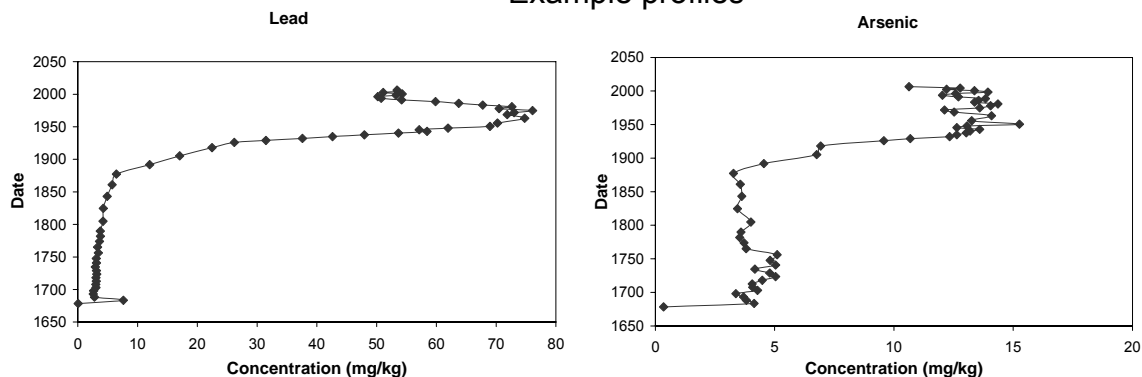 Example profiles
Lead
2050
2000
1950
1900
1850
1800
1750
1700
1650
Date
0 10 20 30 40 50 60 70 80
Concentration (mg/kg)
Arsenic
2050
2000
1950
1900
1850
1800
1750
1700
1650
Date
0 5 10 15 20
Concentration (mg/kg)